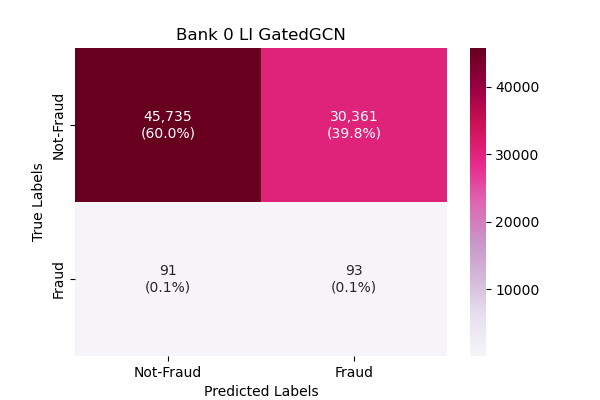 Bank 0 LI GatedGCN
True Labels
Not-Fraud
45,735
(60.0%)
30,361
(39.8%)
Fraud
91
(0.1%)
93
(0.1%)
Not-Fraud
Fraud
Predicted Labels
40000
30000
20000
10000